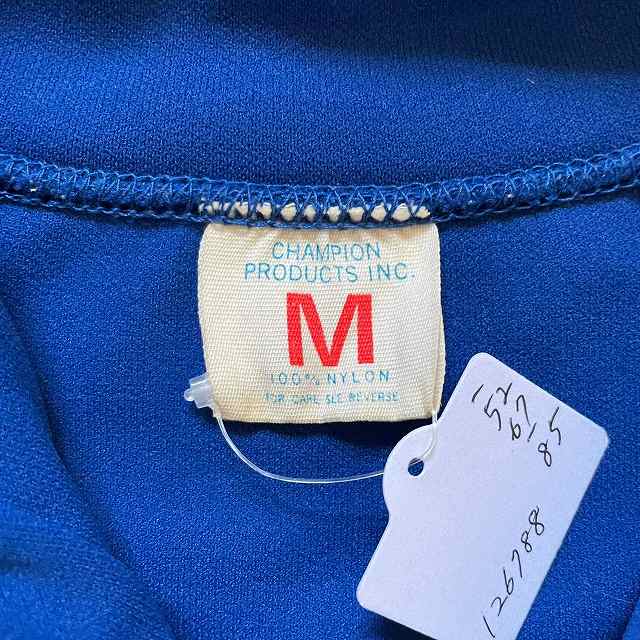 CHAMPION
PRODUCTS INC.
M
100% NYLON
FOR CARE SEE REVERSE
52
67
85
126788